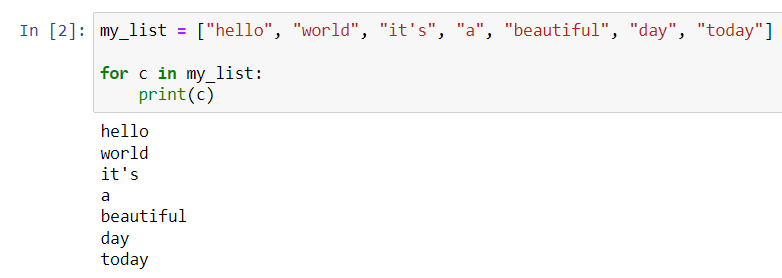 In [2]: my_list = ["hello", "world", "it's", "a", "beautiful", "day", "today"]
for c in my_list:
    print(c)
hello
world
it's
a
beautiful
day
today